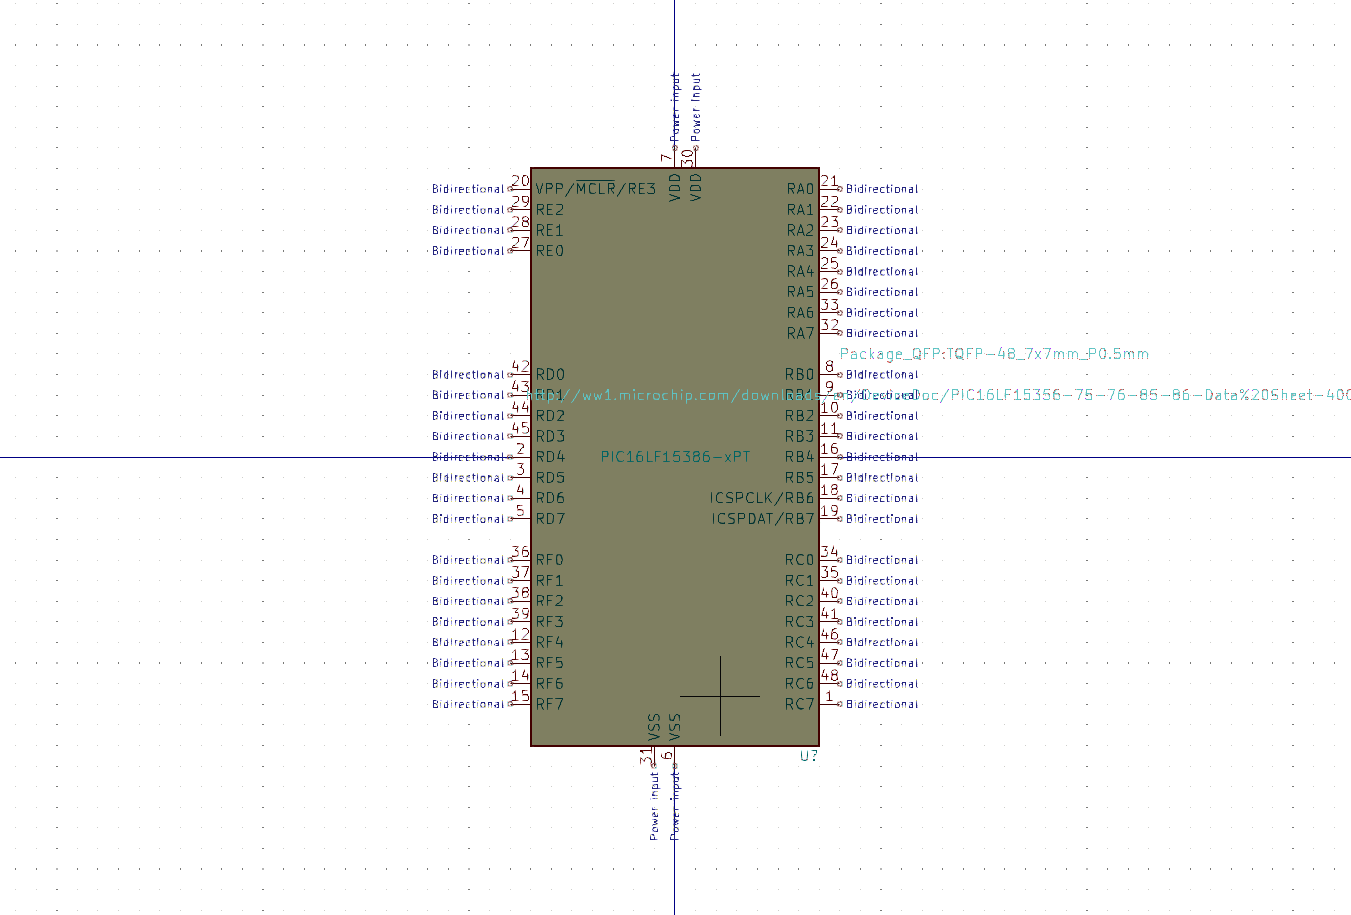 Power input
Power input
7
30
VDD
VDD
Bidirectional 20 VPP/MCLR/RE3
Bidirectional 29 RE2
Bidirectional 28 RE1
Bidirectional 27 RE0
RA0 21 Bidirectional
RA1 22 Bidirectional
RA2 23 Bidirectional
RA3 24 Bidirectional
RA4 25 Bidirectional
RA5 26 Bidirectional
RA6 33 Bidirectional
RA7 32 Bidirectional
Package_QFP:TQFP-48_7x7mm_P0.5mm
Bidirectional 42 RD0
Bidirectional 43 RD1
Bidirectional 44 RD2
Bidirectional 45 RD3
Bidirectional 2 RD4
Bidirectional 3 RD5
Bidirectional 4 RD6
Bidirectional 5 RD7
http://ww1.microchip.com/downloads/en/DeviceDoc/PIC16LF15356-75-76-85-86-Data%20Sheet-400
PIC16LF15386-xPT
RB0 8 Bidirectional
RB1 9 Bidirectional
RB2 10 Bidirectional
RB3 11 Bidirectional
RB4 16 Bidirectional
RB5 17 Bidirectional
ICSPCLK/RB6 18 Bidirectional
ICSPDAT/RB7 19 Bidirectional
Bidirectional 36 RF0
Bidirectional 37 RF1
Bidirectional 38 RF2
Bidirectional 39 RF3
Bidirectional 12 RF4
Bidirectional 13 RF5
Bidirectional 14 RF6
Bidirectional 15 RF7
RC0 34 Bidirectional
RC1 35 Bidirectional
RC2 40 Bidirectional
RC3 41 Bidirectional
RC4 46 Bidirectional
RC5 47 Bidirectional
RC6 48 Bidirectional
RC7 1 Bidirectional
VSS
VSS
31
6
U?
Power input
Power input